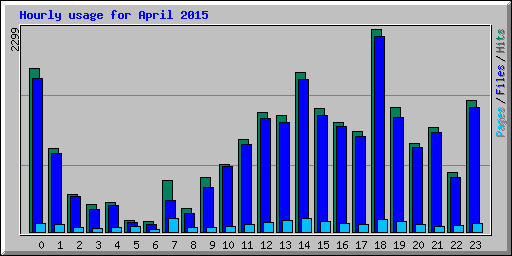 Hourly usage for April 2015
2299
Pages / Files / Hits
0 1 2 3 4 5 6 7 8 9 10 11 12 13 14 15 16 17 18 19 20 21 22 23